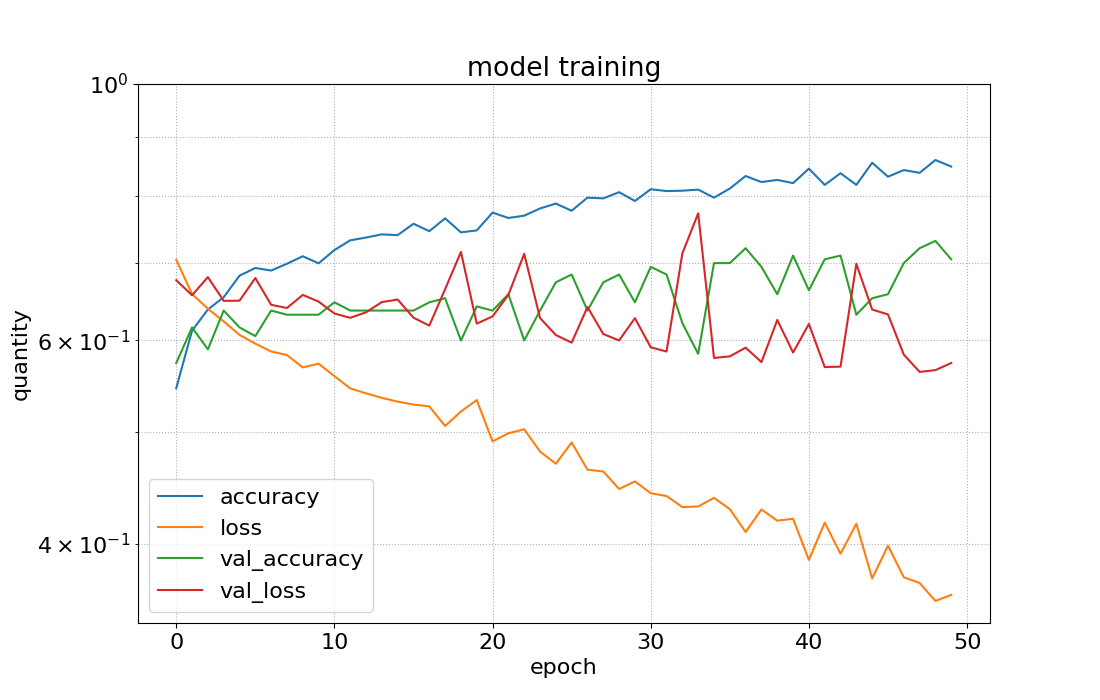 model training
10⁰
6 × 10⁻¹
4 × 10⁻¹
quantity
accuracy
loss
val_accuracy
val_loss
0 10 20 30 40 50
epoch